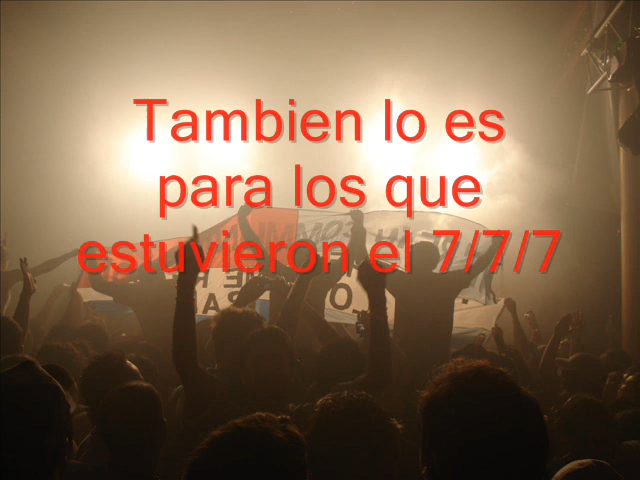 Tambien lo es
para los que
estuvieron el 7/7/7